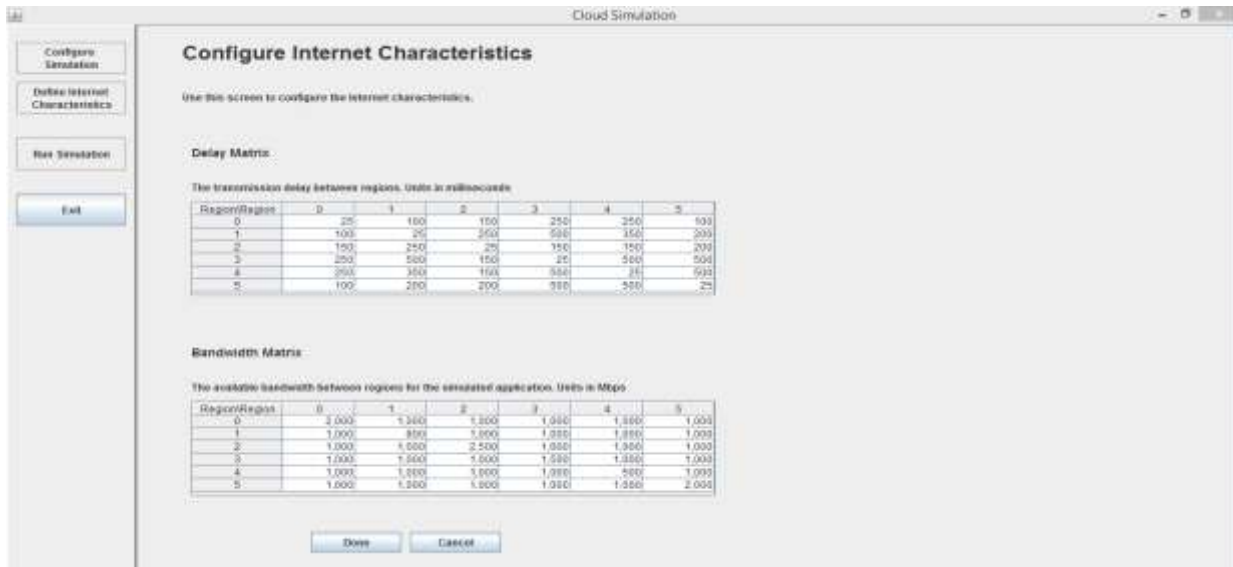 Cloud Simulation
Configure Simulation
Define Internet Characteristics
Run Simulation
Exit
Configure Internet Characteristics
Use this screen to configure the internet characteristics.
Delay Matrix
The transmission delay between regions. Units in milliseconds
Region\Region 0 1 2 3 4 5
0 25 100 150 250 250 100
1 100 25 250 500 350 200
2 150 250 25 150 150 200
3 250 500 150 25 500 500
4 250 350 150 500 25 500
5 100 200 200 500 500 25
Bandwidth Matrix
The available bandwidth between regions for the simulated application. Units in Mbps
Region\Region 0 1 2 3 4 5
0 2,000 1,000 1,000 1,000 1,000 1,000
1 1,000 800 1,000 1,000 1,000 1,000
2 1,000 1,000 2,500 1,000 1,000 1,000
3 1,000 1,000 1,000 1,500 1,000 1,000
4 1,000 1,000 1,000 1,000 500 1,000
5 1,000 1,000 1,000 1,000 1,000 2,000
Done Cancel